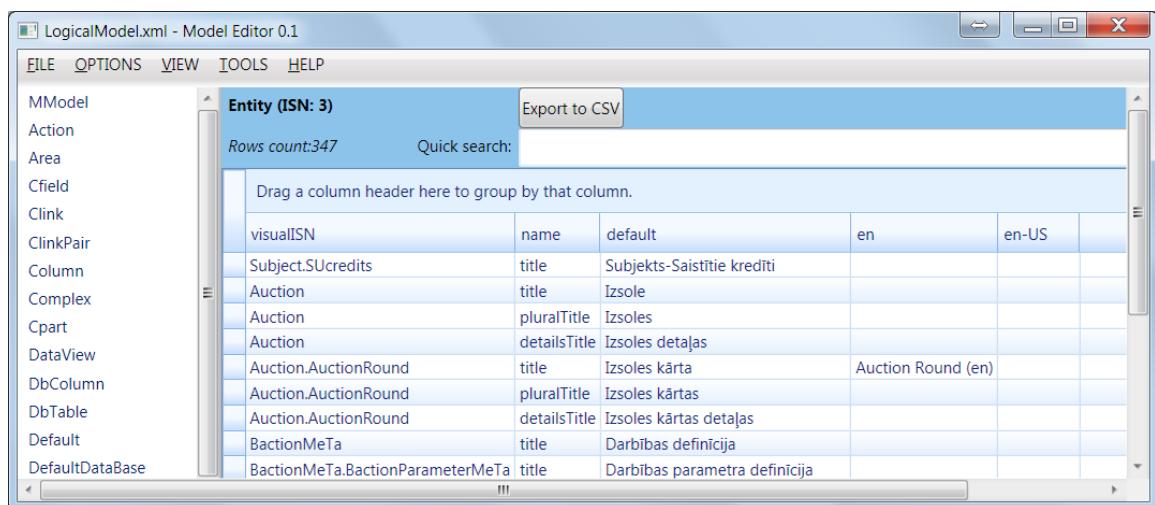 LogicalModel.xml - Model Editor 0.1
FILE OPTIONS VIEW TOOLS HELP
MModel
Action
Area
Cfield
Clink
ClinkPair
Column
Complex
Cpart
DataView
DbColumn
DbTable
Default
DefaultDataBase
Entity (ISN: 3) Export to CSV
Rows count:347 Quick search:
Drag a column header here to group by that column.
visualISN name default en en-US
Subject.SUcredits title Subjekts-Saistītie kredīti
Auction title Izsole
Auction pluralTitle Izsoles
Auction detailsTitle Izsoles detaļas
Auction.AuctionRound title Izsoles kārta Auction Round (en)
Auction.AuctionRound pluralTitle Izsoles kārtas
Auction.AuctionRound detailsTitle Izsoles kārtas detaļas
BactionMeTa title Darbības definīcija
BactionMeTa.BactionParameterMeTa title Darbības parametra definīcija